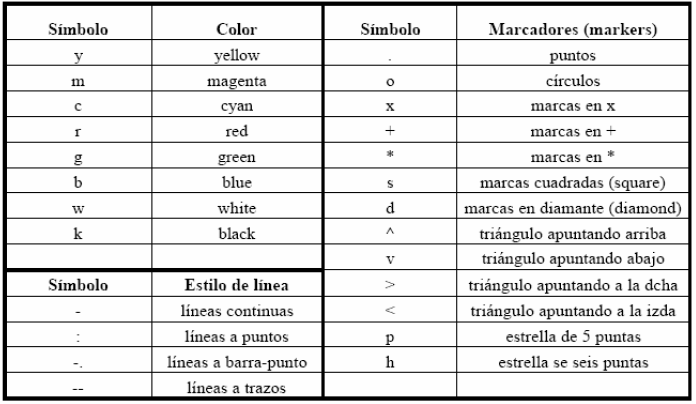 Símbolo Color Símbolo Marcadores (markers)
y yellow . puntos
m magenta o círculos
c cyan x marcas en x
r red + marcas en +
g green * marcas en *
b blue s marcas cuadradas (square)
w white d marcas en diamante (diamond)
k black ^ triángulo apuntando arriba
v triángulo apuntando abajo
Símbolo Estilo de línea > triángulo apuntando a la dcha
- líneas continuas < triángulo apuntando a la izda
: líneas a puntos p estrella de 5 puntas
-. líneas a barra-punto h estrella se seis puntas
-- líneas a trazos